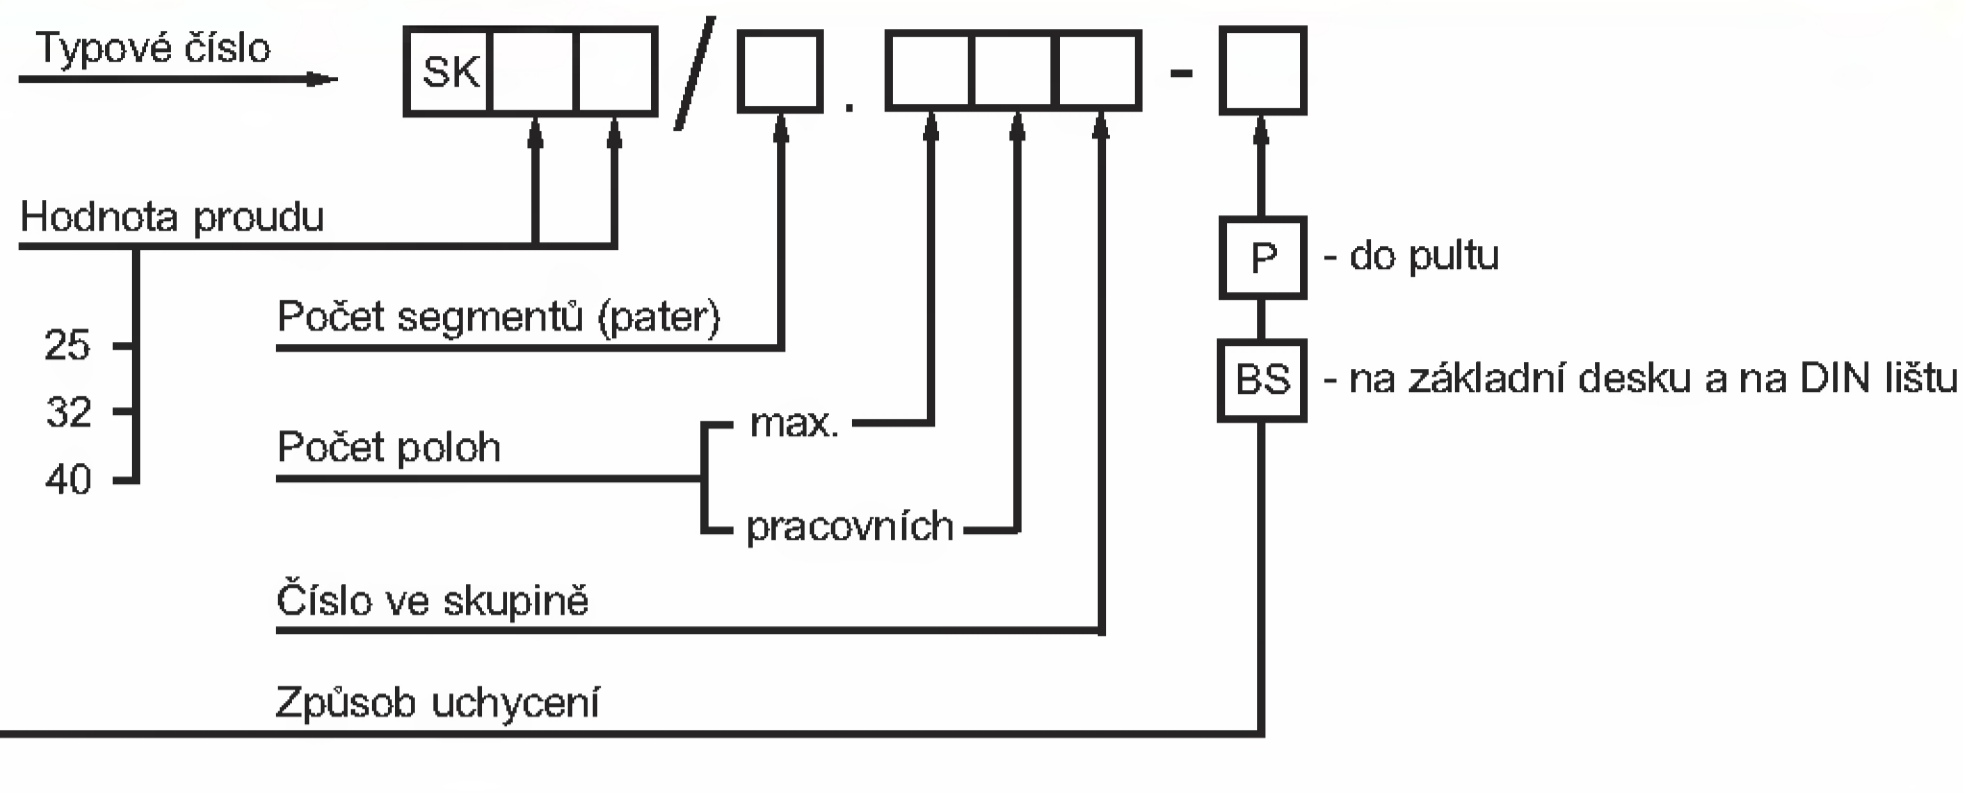 Typové číslo SK / . -
Hodnota proudu
P - do pultu
Počet segmentů (pater)
25
BS - na základní desku a na DIN lištu
32
max.
Počet poloh
40
pracovních
Číslo ve skupině
Způsob uchycení